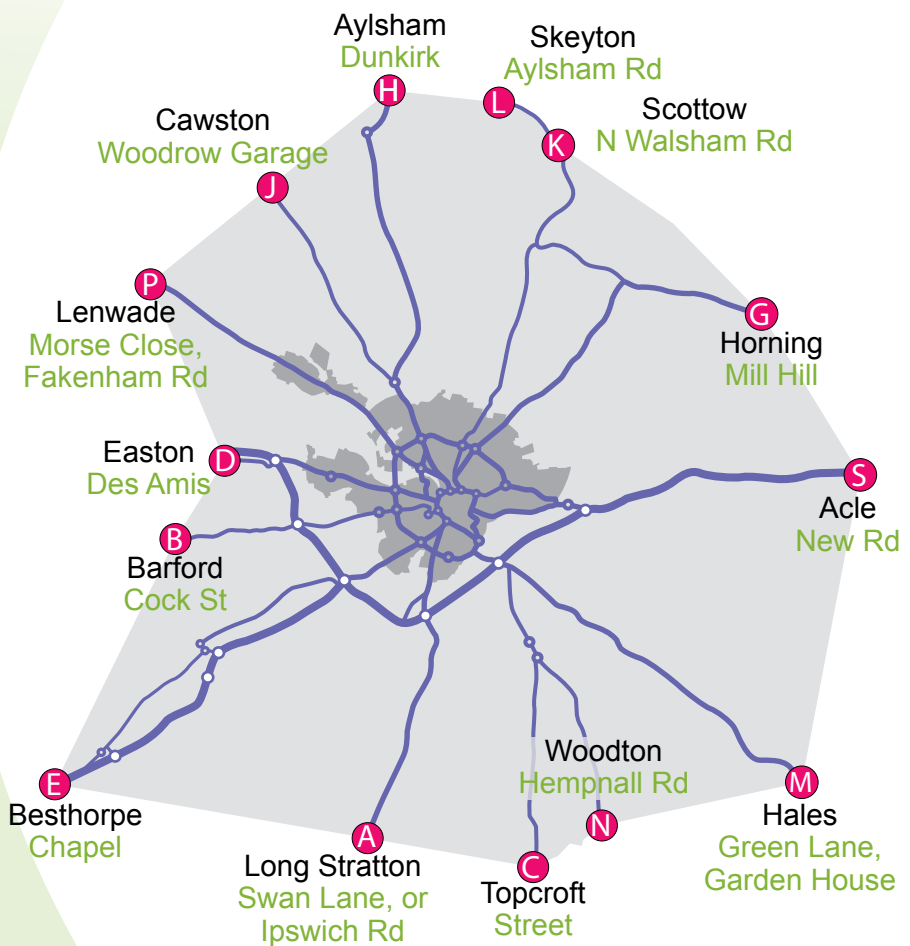 Aylsham
Dunkirk
H
Skeyton
Aylsham Rd
L
Scottow
N Walsham Rd
K
Cawston
Woodrow Garage
J
P
Lenwade
Morse Close,
Fakenham Rd
G
Horning
Mill Hill
Easton
Des Amis
D
S
Acle
New Rd
B
Barford
Cock St
E
Besthorpe
Chapel
A
Long Stratton
Swan Lane, or
Ipswich Rd
C
Topcroft
Street
Woodton
Hempnall Rd
N
M
Hales
Green Lane,
Garden House